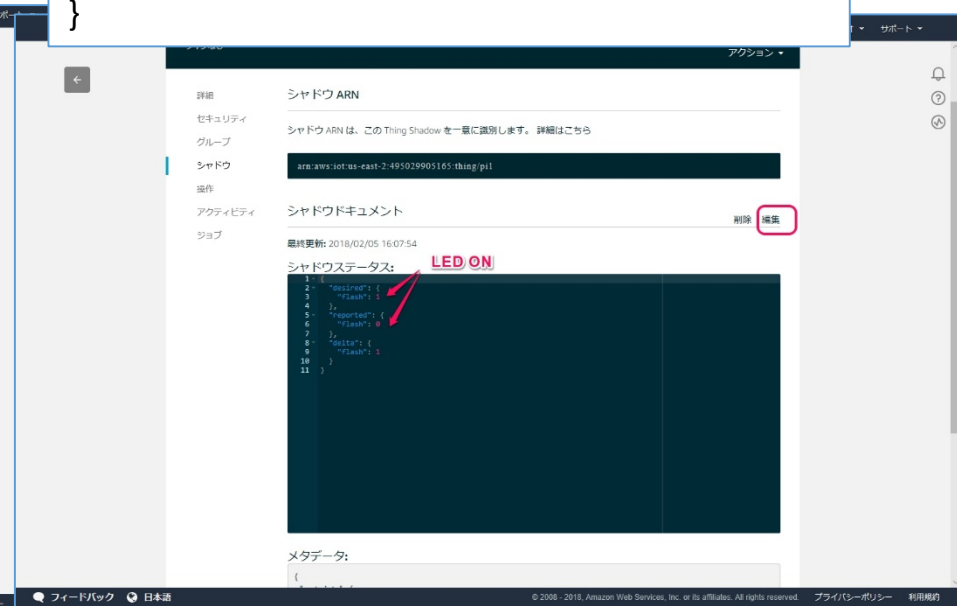 }
サポート
アクション
←
詳細
セキュリティ
グループ
シャドウ
操作
アクティビティ
ジョブ
シャドウ ARN
シャドウ ARN は、この Thing Shadow を一意に識別します。 詳細はこちら
arn:aws:iot:us-east-2:495029905165:thing/pi1
シャドウドキュメント
削除 編集
最終更新: 2018/02/05 16:07:54
シャドウステータス:
LED ON
1 {
2 "desired": {
3 "flash": 1
4 },
5 "reported": {
6 "flash": 0
7 },
8 "delta": {
9 "flash": 1
10 }
11 }
メタデータ:
{
フィードバック 日本語
© 2008 - 2018, Amazon Web Services, Inc. or its affiliates. All rights reserved. プライバシーポリシー 利用規約